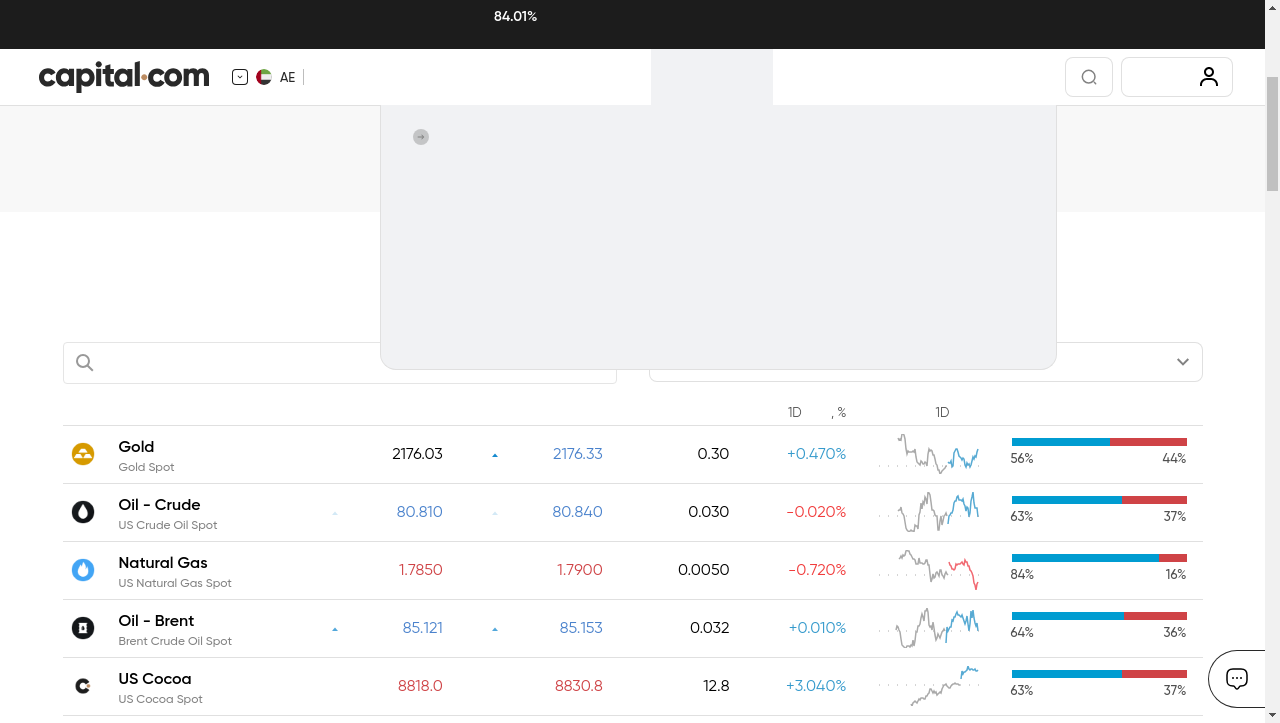 84.01%
capital.com
AE
1D , % 1D
Gold
Gold Spot
2176.03 2176.33 0.30 +0.470%
56% 44%
Oil - Crude
US Crude Oil Spot
80.810 80.840 0.030 -0.020%
63% 37%
Natural Gas
US Natural Gas Spot
1.7850 1.7900 0.0050 -0.720%
84% 16%
Oil - Brent
Brent Crude Oil Spot
85.121 85.153 0.032 +0.010%
64% 36%
US Cocoa
US Cocoa Spot
8818.0 8830.8 12.8 +3.040%
63% 37%